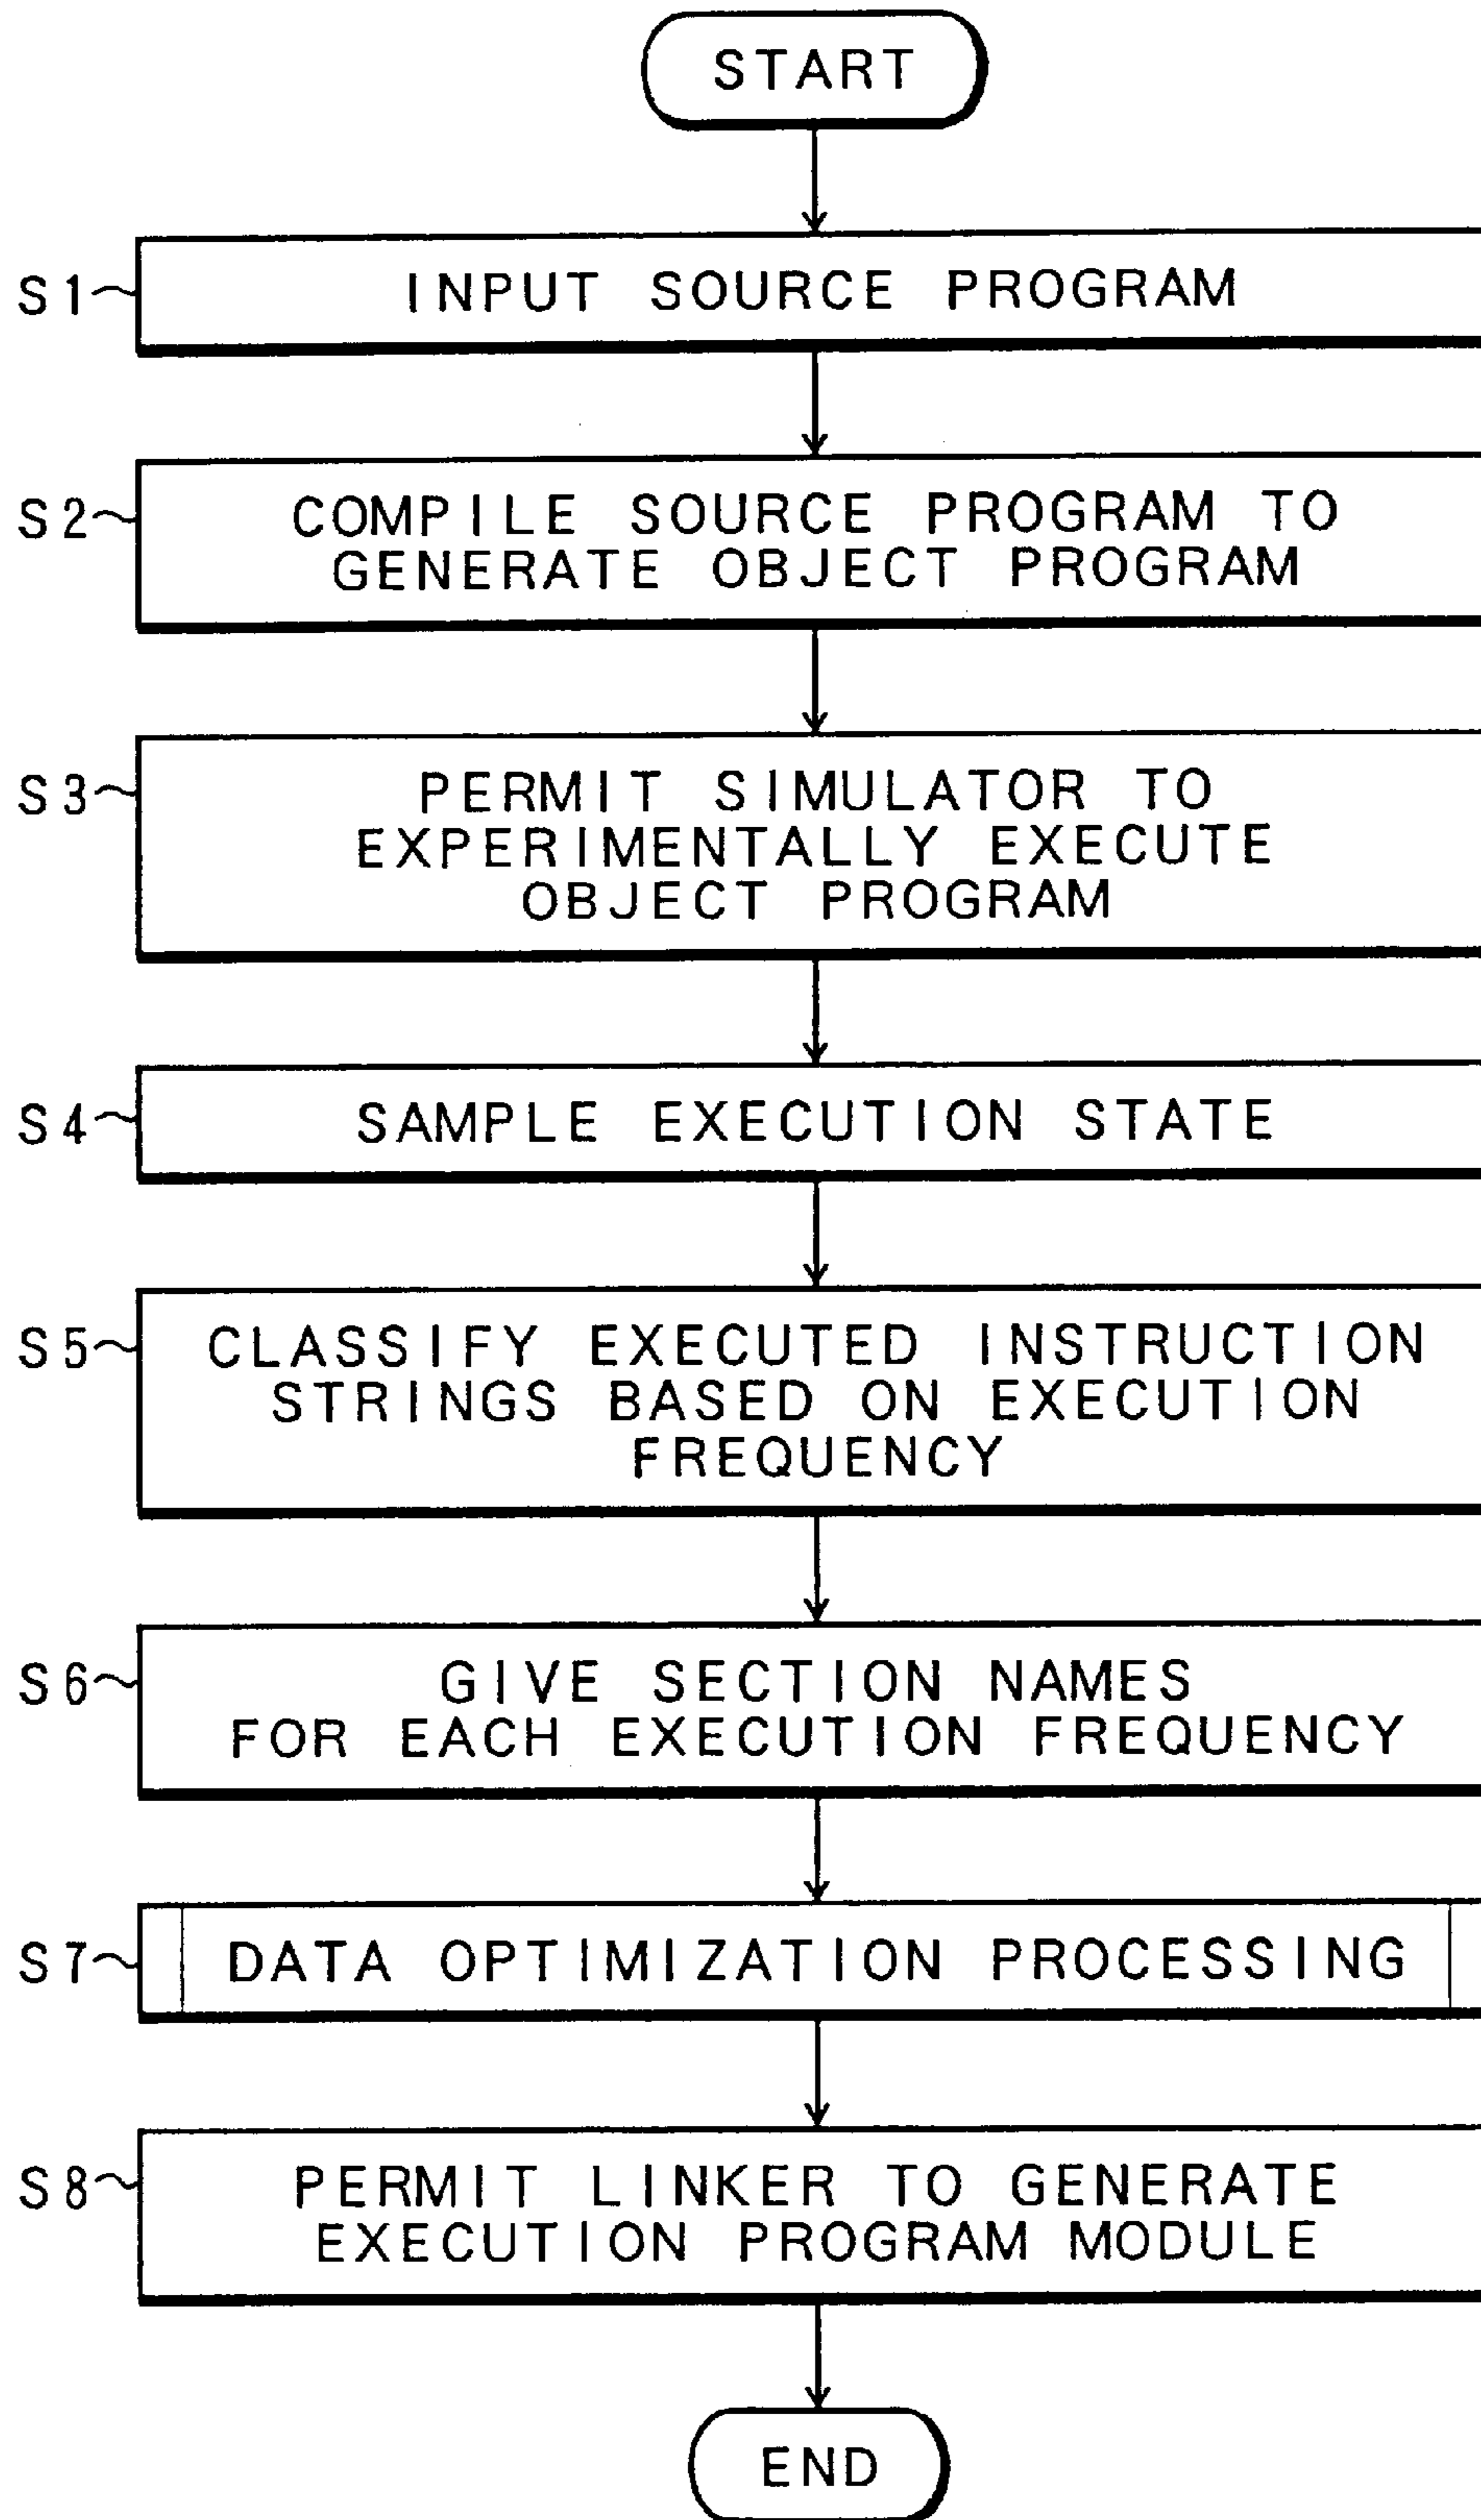 START
S1 INPUT SOURCE PROGRAM
S2 COMPILE SOURCE PROGRAM TO
GENERATE OBJECT PROGRAM
S3 PERMIT SIMULATOR TO
EXPERIMENTALLY EXECUTE
OBJECT PROGRAM
S4 SAMPLE EXECUTION STATE
S5 CLASSIFY EXECUTED INSTRUCTION
STRINGS BASED ON EXECUTION
FREQUENCY
S6 GIVE SECTION NAMES
FOR EACH EXECUTION FREQUENCY
S7 DATA OPTIMIZATION PROCESSING
S8 PERMIT LINKER TO GENERATE
EXECUTION PROGRAM MODULE
END